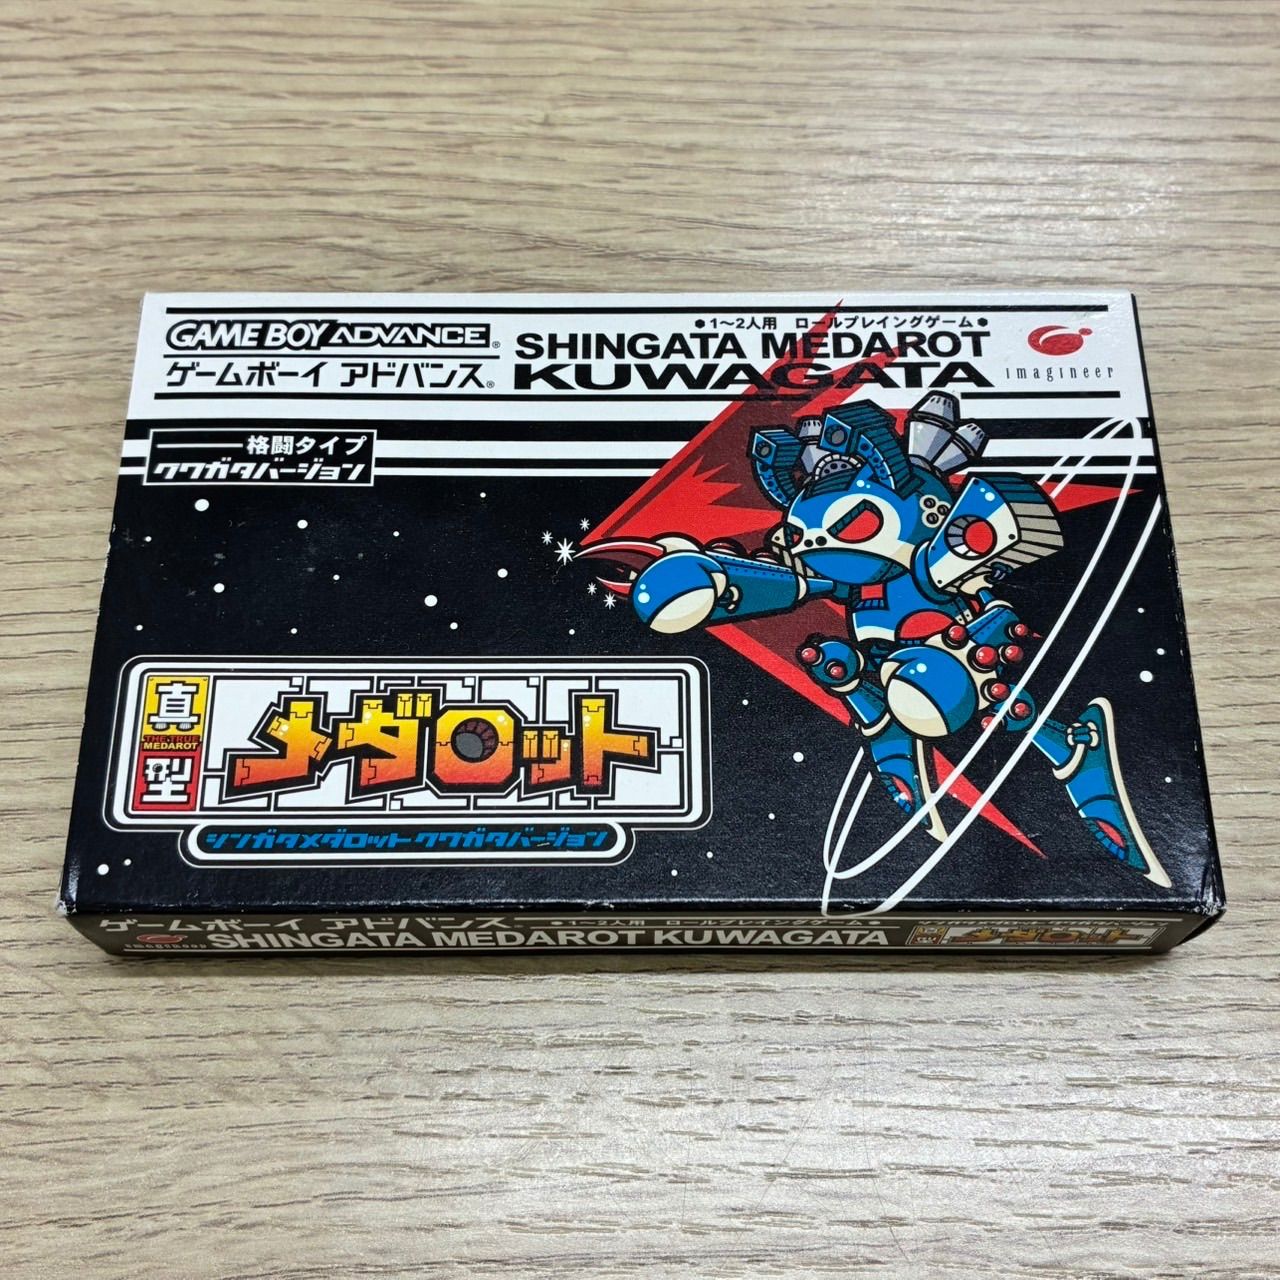 GAME BOY ADVANCE®
ゲームボーイ アドバンス®
●1〜2人用 ロールプレイングゲーム●
SHINGATA MEDAROT
KUWAGATA
imagineer
格闘タイプ
クワガタバージョン
真型
THE TRUE
MEDAROT
メダロット
シンガタメダロット クワガタバージョン
ゲームボーイ アドバンス®
●1〜2人用 ロールプレイングゲーム●
imagineer
SHINGATA MEDAROT KUWAGATA
真型
メダロット